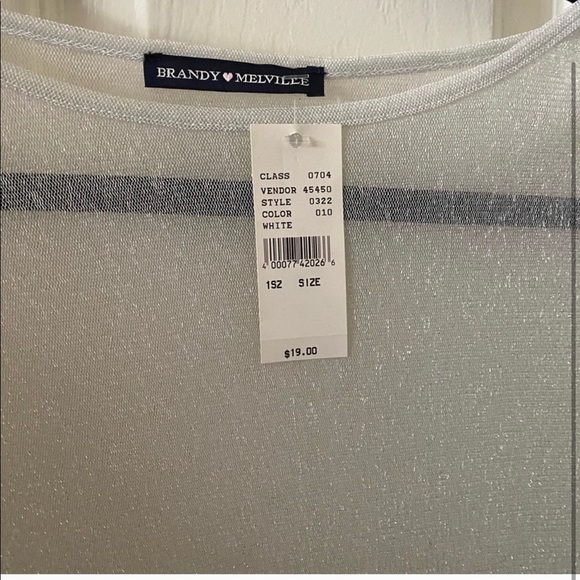 BRANDY ♥ MELVILLE
CLASS 0704
VENDOR 45450
STYLE 0322
COLOR 010
WHITE
4 00077 42026 6
1SZ SIZE
$19.00